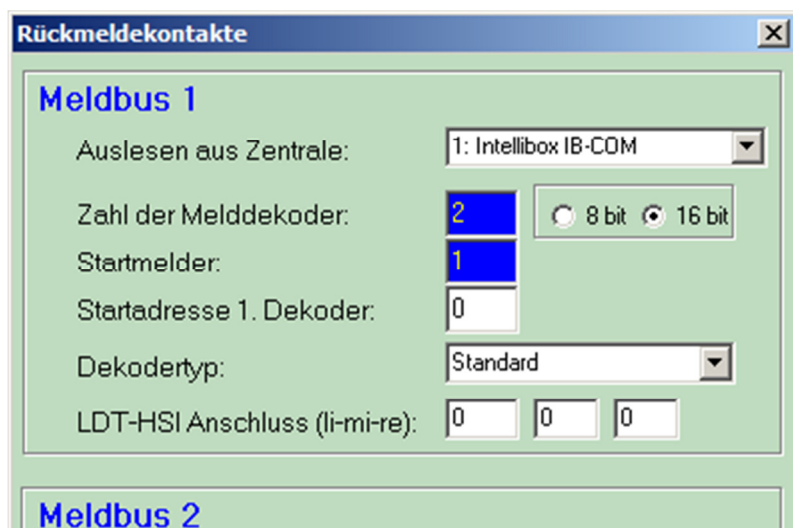 Rückmeldekontakte
Meldbus 1
Auslesen aus Zentrale: 1: Intellibox IB-COM
Zahl der Melddekoder: 2 8 bit 16 bit
Startmelder: 1
Startadresse 1. Dekoder: 0
Dekodertyp: Standard
LDT-HSI Anschluss (li-mi-re): 0 0 0
Meldbus 2